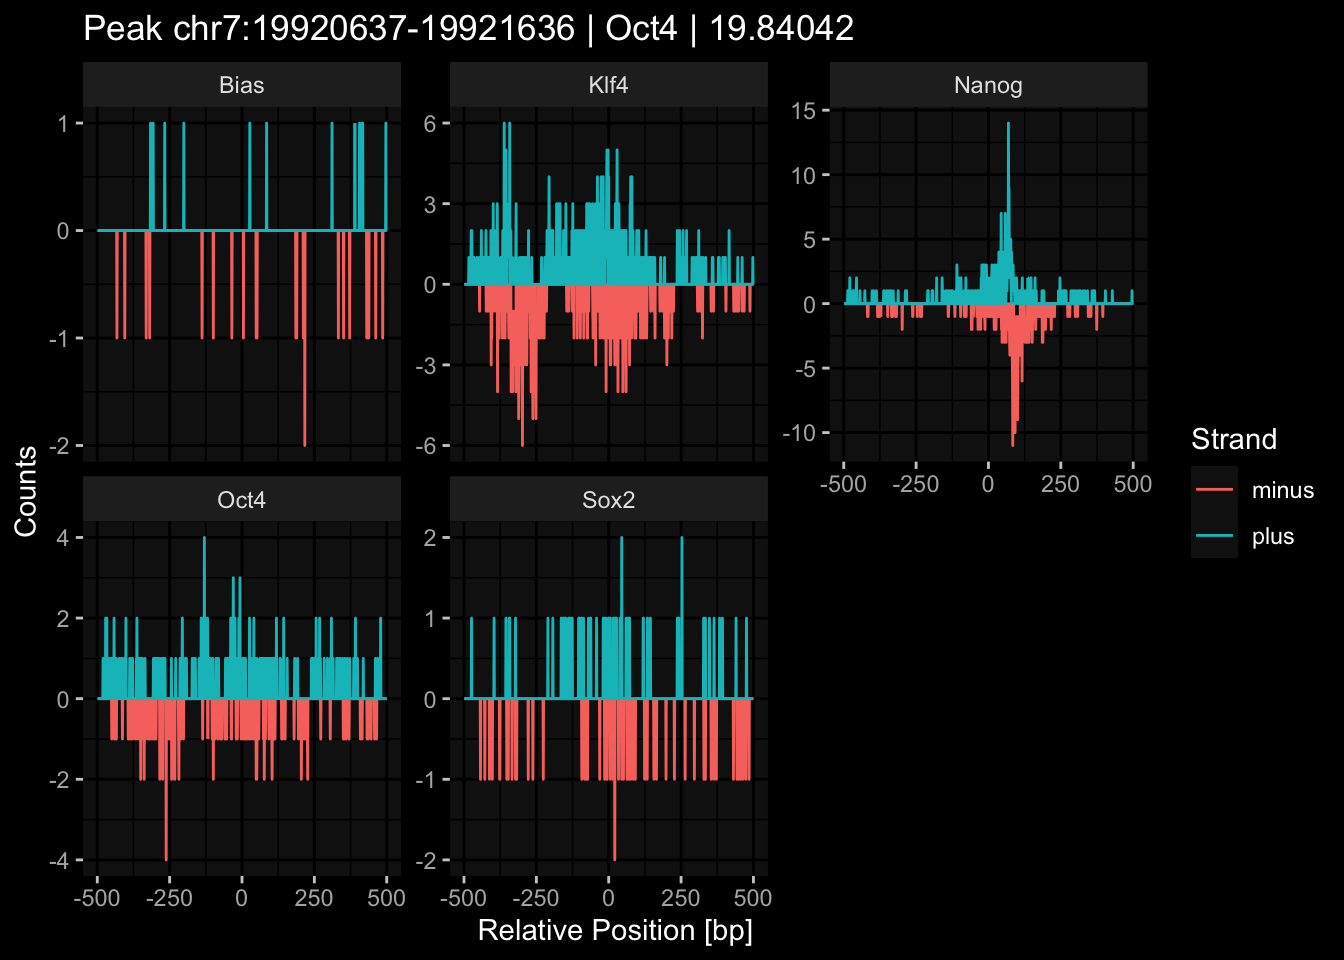 Peak chr7:19920637-19921636 | Oct4 | 19.84042
Bias
Klf4
Nanog
1
0
-1
-2
6
3
0
-3
-6
15
10
5
0
-5
-10
-500 -250 0 250 500
Oct4
Sox2
4
2
0
-2
-4
2
1
0
-1
-2
-500 -250 0 250 500
-500 -250 0 250 500
Relative Position [bp]
Counts
Strand
minus
plus